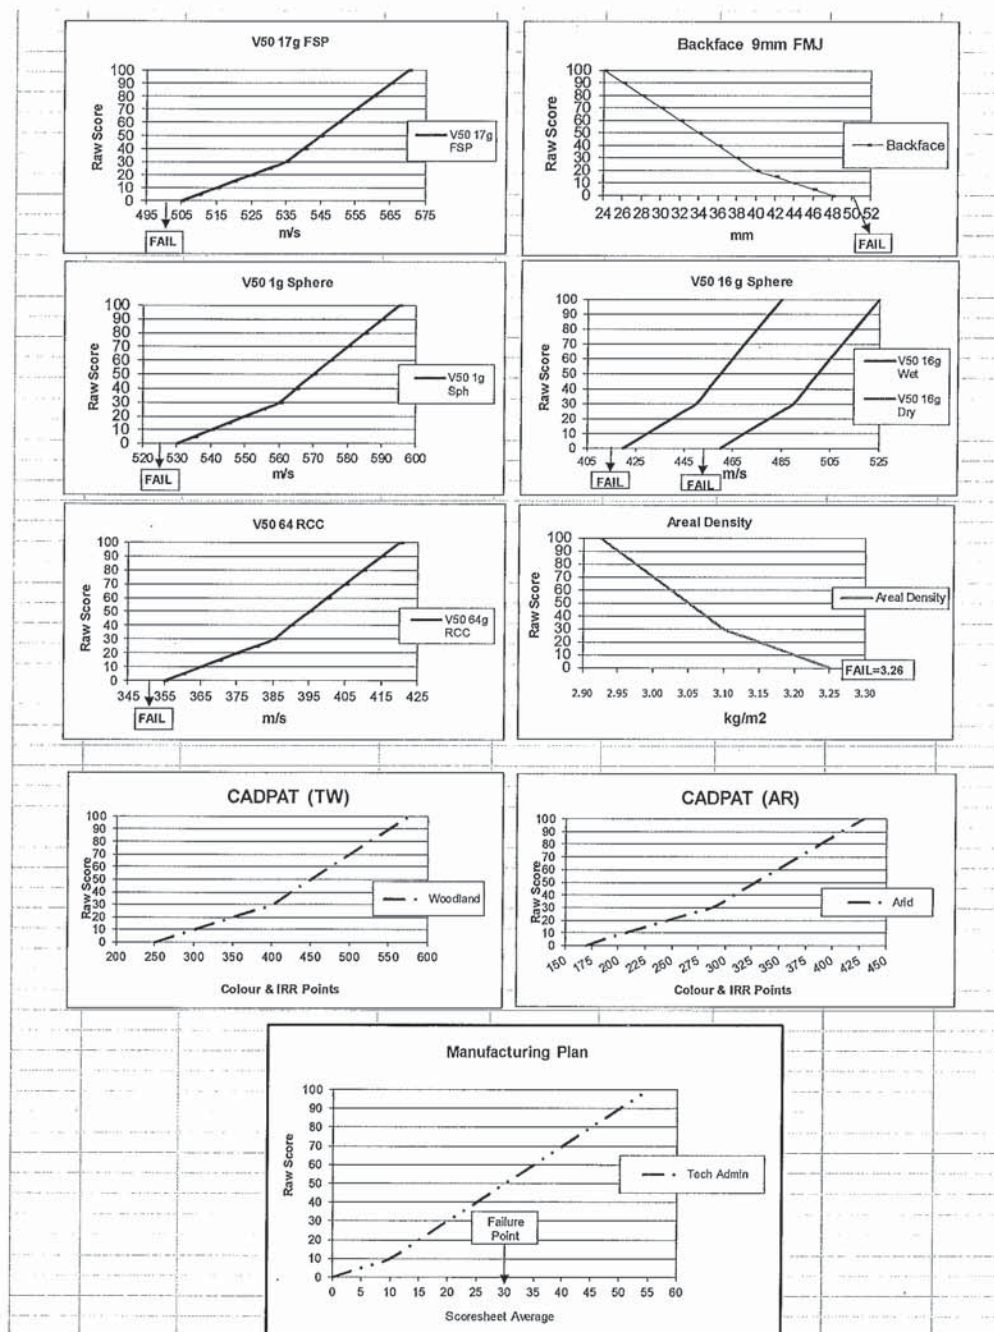 V50 17g FSP
Raw Score
100
90
80
70
60
50
40
30
20
10
0
495 505 515 525 535 545 555 565 575
m/s
FAIL
V50 17g
FSP
Backface 9mm FMJ
Raw Score
100
90
80
70
60
50
40
30
20
10
0
24 26 28 30 32 34 36 38 40 42 44 46 48 50 52
mm
FAIL
Backface
V50 1g Sphere
Raw Score
100
90
80
70
60
50
40
30
20
10
0
520 530 540 550 560 570 580 590 600
m/s
FAIL
V50 1g
Sph
V50 16g Sphere
Raw Score
100
90
80
70
60
50
40
30
20
10
0
405 425 445 465 485 505 525
m/s
FAIL
FAIL
V50 16g
Wet
V50 16g
Dry
V50 64 RCC
Raw Score
100
90
80
70
60
50
40
30
20
10
0
345 355 365 375 385 395 405 415 425
m/s
FAIL
V50 64g
RCC
Areal Density
Raw Score
100
90
80
70
60
50
40
30
20
10
0
2.90 2.95 3.00 3.05 3.10 3.15 3.20 3.25 3.30
kg/m2
FAIL=3.26
Areal Density
CADPAT (TW)
Raw Score
100
90
80
70
60
50
40
30
20
10
0
200 250 300 350 400 450 500 550 600
Colour & IRR Points
Woodland
CADPAT (AR)
Raw Score
100
90
80
70
60
50
40
30
20
10
0
150 175 200 225 250 275 300 325 350 375 400 425 450
Colour & IRR Points
Arid
Manufacturing Plan
Raw Score
100
90
80
70
60
50
40
30
20
10
0
0 5 10 15 20 25 30 35 40 45 50 55 60
Scoresheet Average
Failure
Point
Tech Admin